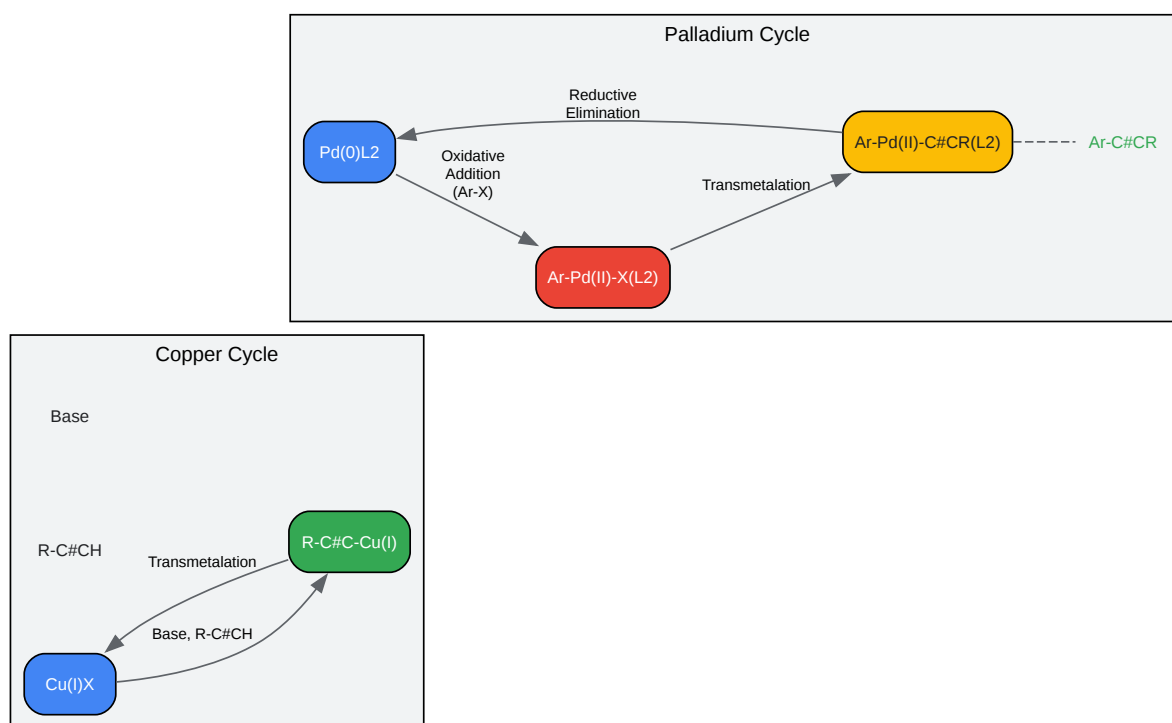 Palladium Cycle
Reductive
Elimination
Pd(0)L2
Oxidative
Addition
(Ar-X)
Ar-Pd(II)-C#CR(L2)
Ar-C#CR
Transmetalation
Ar-Pd(II)-X(L2)
Copper Cycle
Base
R-C#CH
R-C#C-Cu(I)
Transmetalation
Base, R-C#CH
Cu(I)X